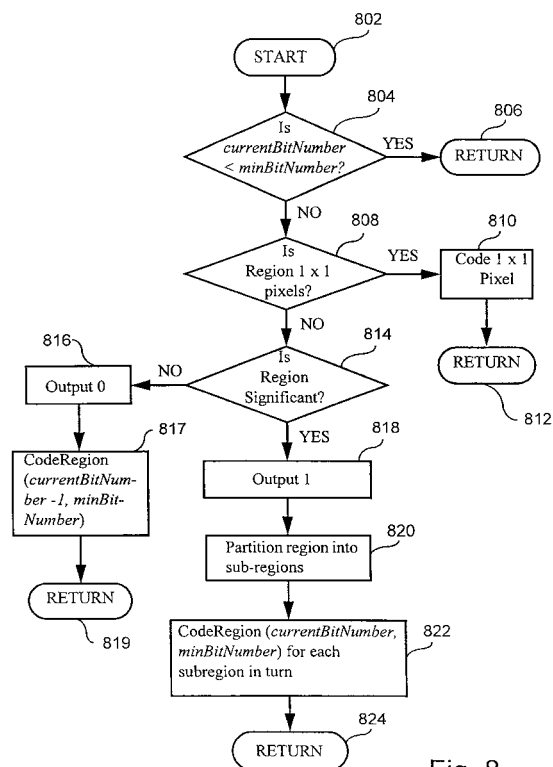 802
START
804
Is
currentBitNumber
< minBitNumber?
YES
806
RETURN
NO
808
Is
Region 1 x 1
pixels?
YES
810
Code 1 x 1
Pixel
NO
RETURN
812
814
Is
Region
Significant?
NO
816
Output 0
YES
817
CodeRegion
(currentBitNum-
ber -1, minBit-
Number)
818
Output 1
820
Partition region into
sub-regions
RETURN
819
822
CodeRegion (currentBitNumber,
minBitNumber) for each
subregion in turn
824
RETURN
Fig. 8